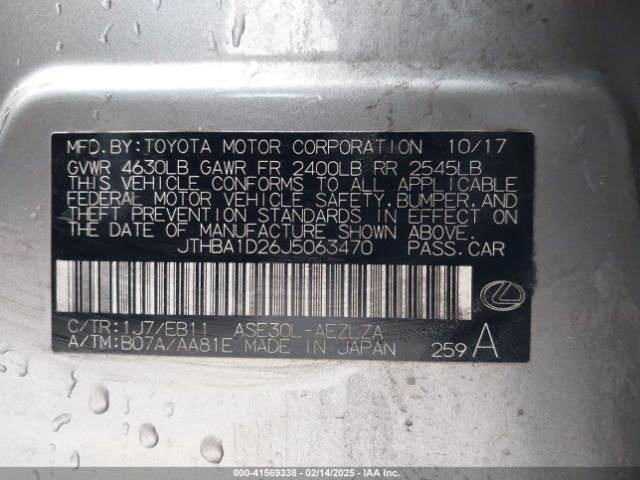 MFD.BY:TOYOTA MOTOR CORPORATION 10/17
GVWR 4630LB GAWR FR 2400LB RR 2545LB
THIS VEHICLE CONFORMS TO ALL APPLICABLE
FEDERAL MOTOR VEHICLE SAFETY,BUMPER,AND
THEFT PREVENTION STANDARDS IN EFFECT ON
THE DATE OF MANUFACTURE SHOWN ABOVE.
JTHBA1D26J5063470 PASS.CAR
C/TR:1J7/EB11 ASE30L-AEZLZA
A/TM:B07A/AA81E MADE IN JAPAN 259 A
000-41569338 - 02/14/2025 - IAAI.COM